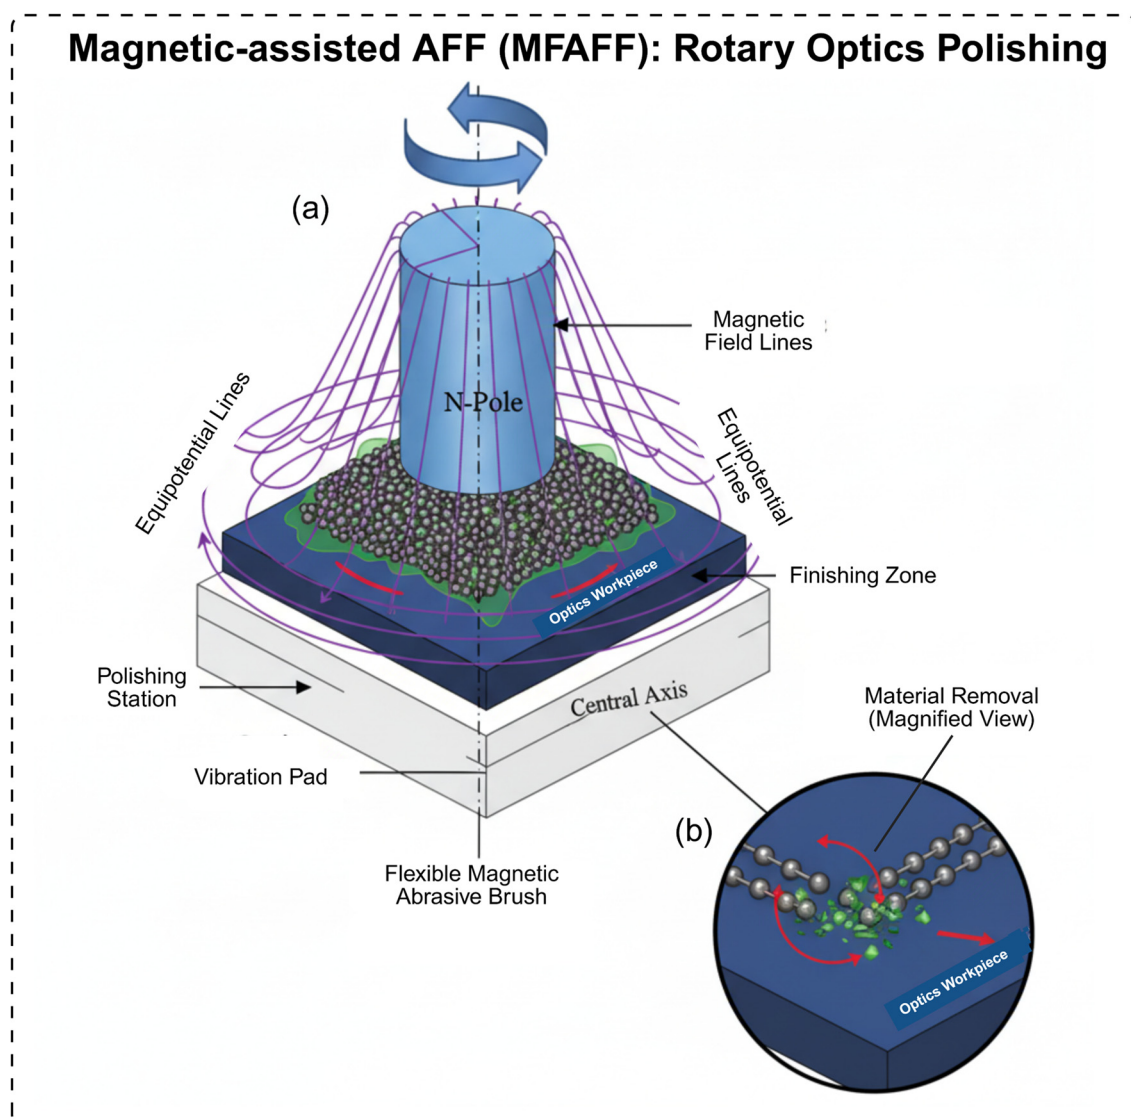 Magnetic-assisted AFF (MFAFF): Rotary Optics Polishing
(a)
Magnetic
Field Lines
N-Pole
Equipotential Lines
Equipotential
Lines
Optics Workpiece
Finishing Zone
Polishing
Station
Central Axis
Vibration Pad
Flexible Magnetic
Abrasive Brush
Material Removal
(Magnified View)
(b)
Optics Workpiece